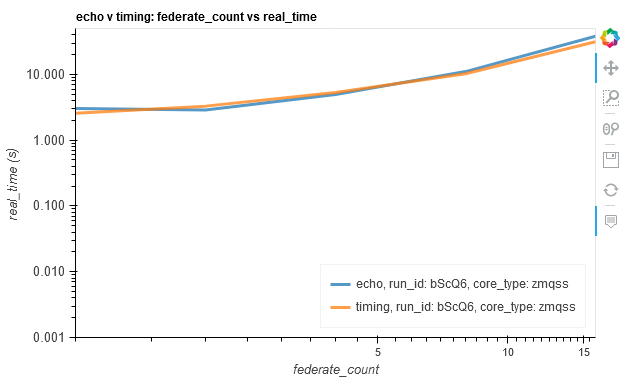 echo v timing: federate_count vs real_time
10.000
1.000
0.100
0.010
0.001
real_time (s)
echo, run_id: bScQ6, core_type: zmqss
timing, run_id: bScQ6, core_type: zmqss
5
10
15
federate_count